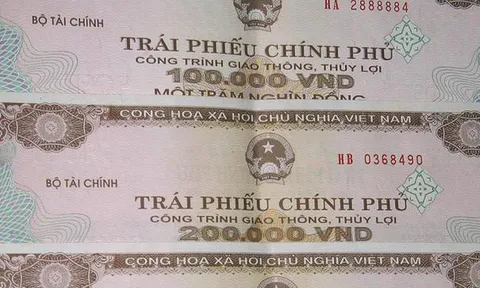 HA 2888884
BỘ TÀI CHÍNH
TRÁI PHIẾU CHÍNH PHỦ
CÔNG TRÌNH GIAO THÔNG, THỦY LỢI
100.000 VND
MỘT TRĂM NGHÌN ĐỒNG
CỘNG HOÀ XÃ HỘI CHỦ NGHĨA VIỆT NAM
HB 0368490
BỘ TÀI CHÍNH
TRÁI PHIẾU CHÍNH PHỦ
CÔNG TRÌNH GIAO THÔNG, THỦY LỢI
200.000 VND
CỘNG HOÀ XÃ HỘI CHỦ NGHĨA VIỆT NAM